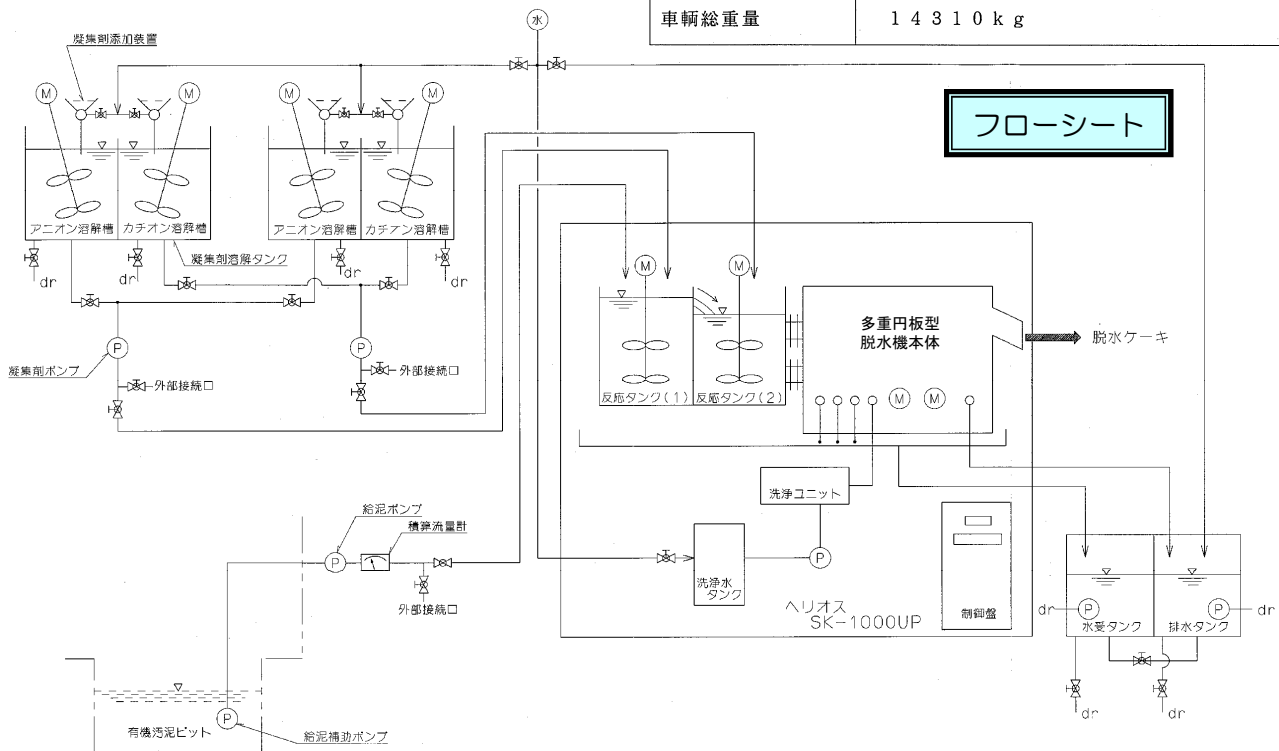 車輌総重量 14310kg
水
凝集剤添加装置
フローシート
M M M M
アニオン溶解槽 カチオン溶解槽 アニオン溶解槽 カチオン溶解槽
凝集剤溶解タンク
dr dr dr dr
M M
多重円板型
脱水機本体
脱水ケーキ
P P
凝集剤ポンプ
外部接続口 外部接続口
反応タンク(1) 反応タンク(2)
M M
洗浄ユニット
給泥ポンプ
積算流量計
P P
洗浄水
タンク
外部接続口
ヘリオス
SK-1000UP
制御盤
dr P P dr
水受タンク 排水タンク
dr dr
P
有機汚泥ピット
給泥補助ポンプ